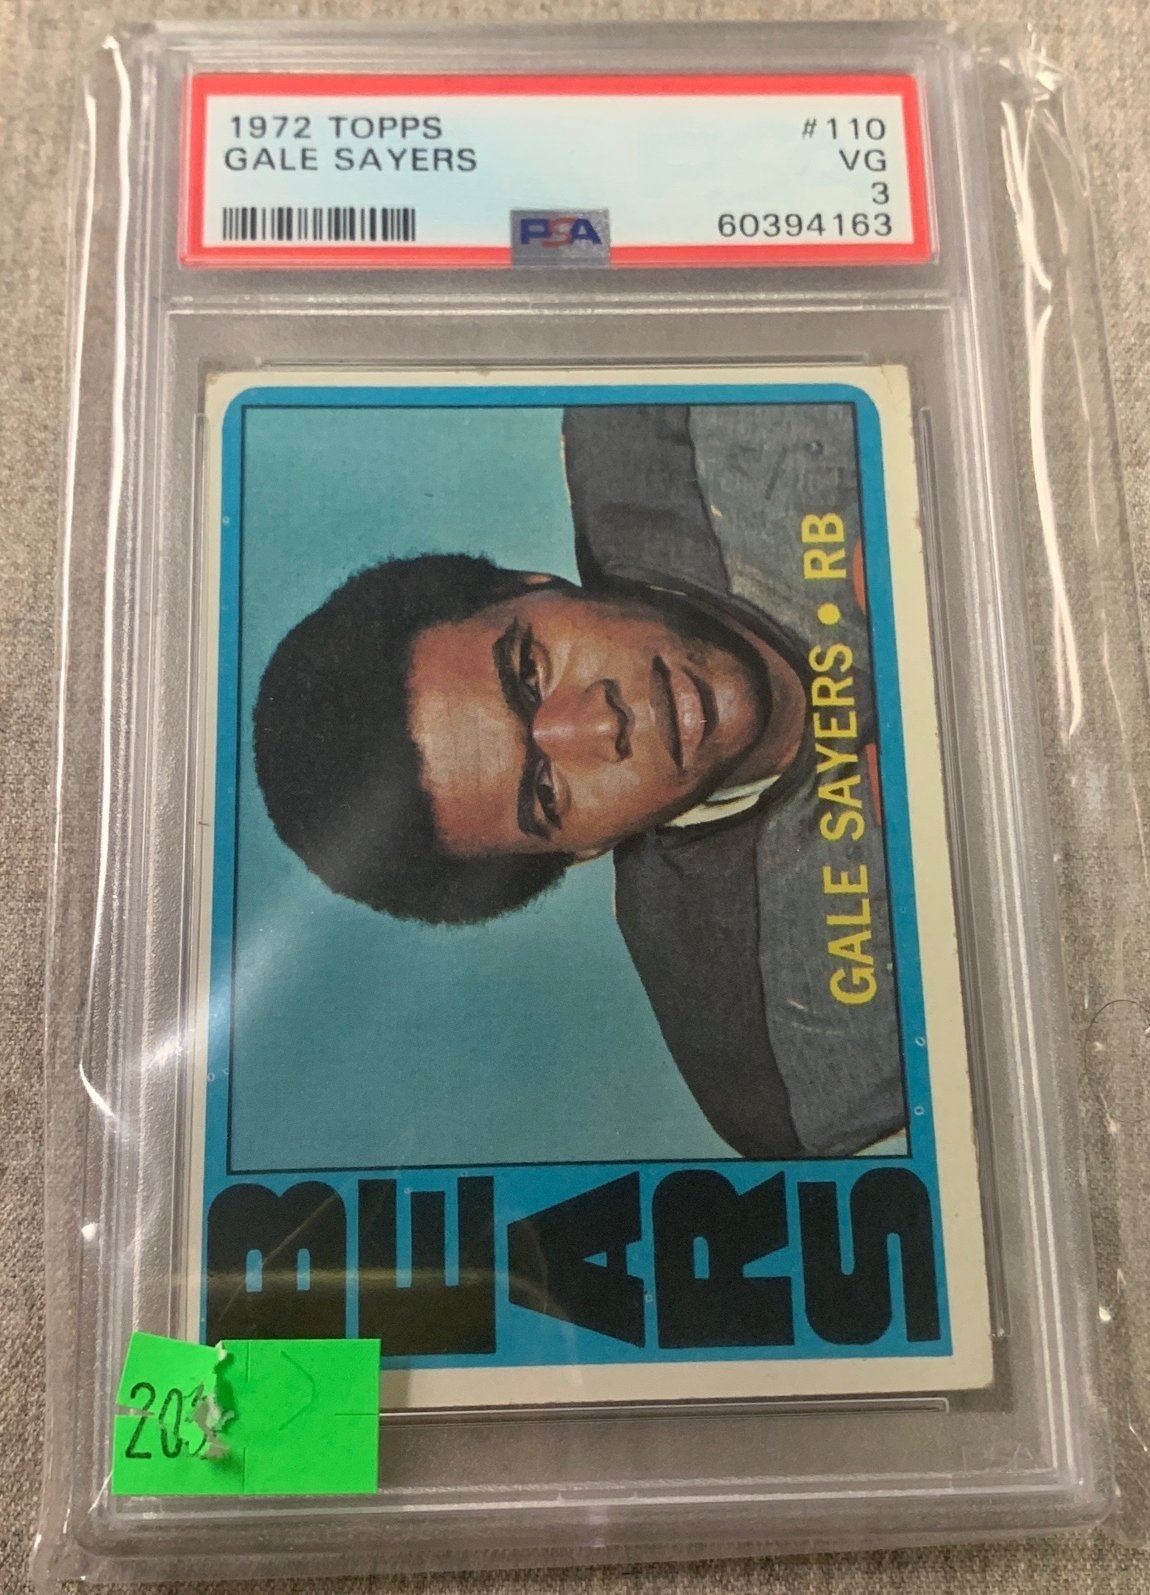 1972 TOPPS #110
GALE SAYERS VG
3
PSA 60394163
GALE SAYERS • RB
BEARS